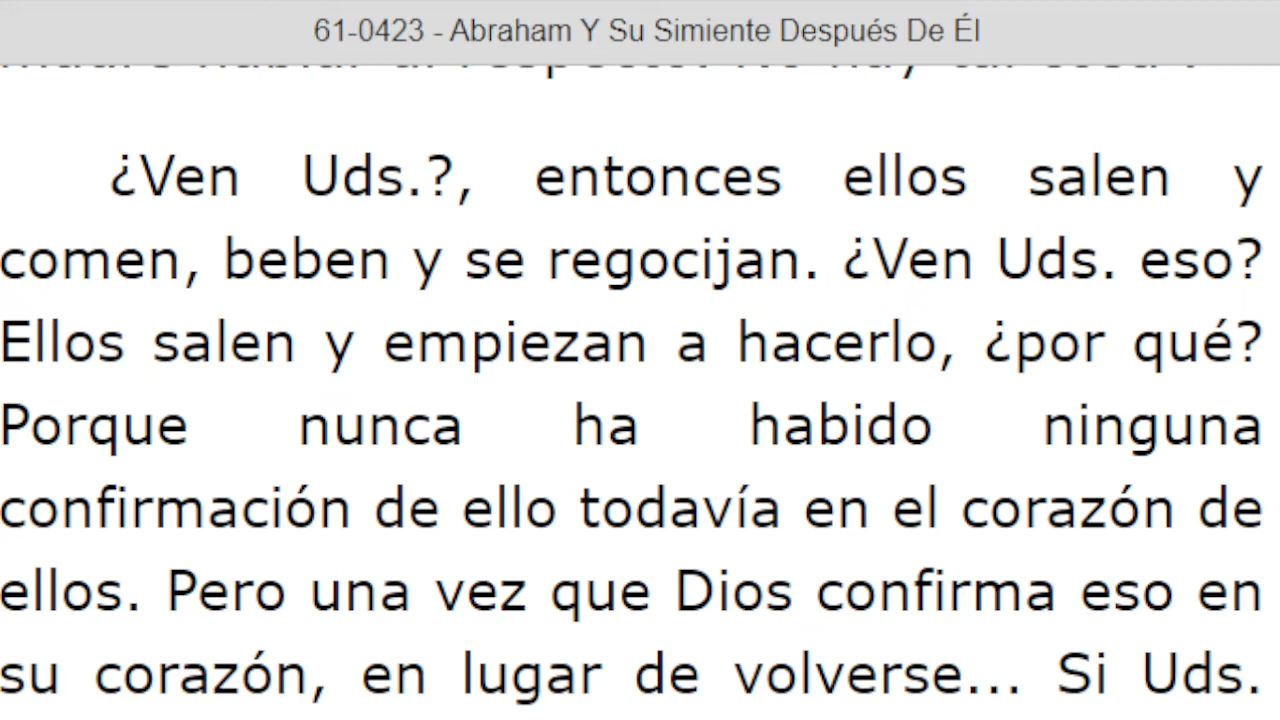 61-0423 - Abraham Y Su Simiente Después De Él
¿Ven Uds.?, entonces ellos salen y
comen, beben y se regocijan. ¿Ven Uds. eso?
Ellos salen y empiezan a hacerlo, ¿por qué?
Porque nunca ha habido ninguna
confirmación de ello todavía en el corazón de
ellos. Pero una vez que Dios confirma eso en
su corazón, en lugar de volverse... Si Uds.